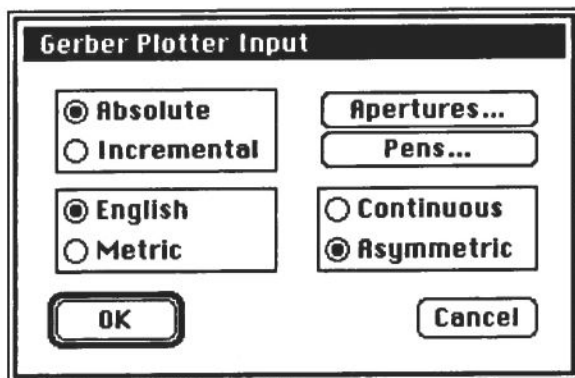 Gerber Plotter Input
Absolute
Incremental
Apertures...
Pens...
English
Metric
Continuous
Asymmetric
OK
Cancel